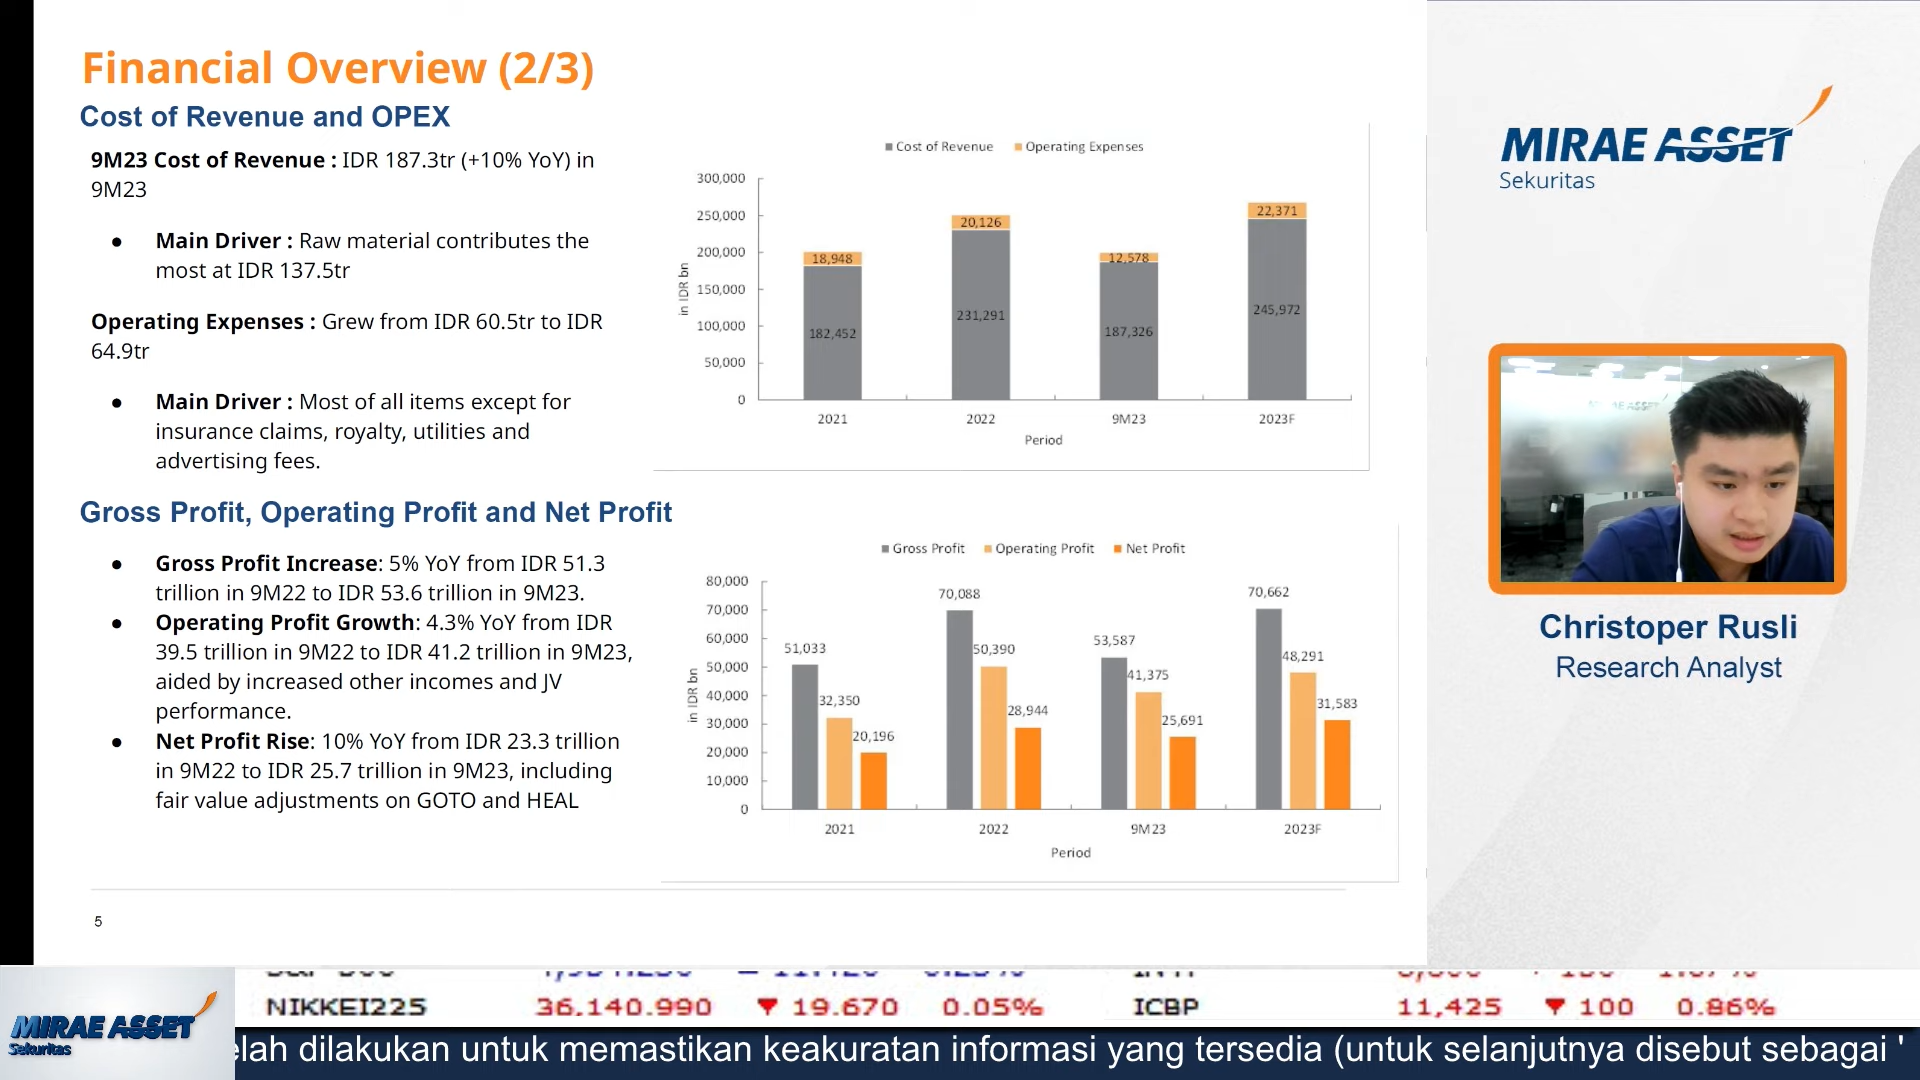 Financial Overview (2/3)
Cost of Revenue and OPEX
9M23 Cost of Revenue : IDR 187.3tr (+10% YoY) in
9M23
● Main Driver : Raw material contributes the
most at IDR 137.5tr
Operating Expenses : Grew from IDR 60.5tr to IDR
64.9tr
● Main Driver : Most of all items except for
insurance claims, royalty, utilities and
advertising fees.
Cost of Revenue Operating Expenses
in IDR bn
300,000
250,000
200,000
150,000
100,000
50,000
0
18,948
182,452
20,126
231,291
12,578
187,326
22,371
245,972
2021 2022 9M23 2023F
Period
Gross Profit, Operating Profit and Net Profit
● Gross Profit Increase: 5% YoY from IDR 51.3
trillion in 9M22 to IDR 53.6 trillion in 9M23.
● Operating Profit Growth: 4.3% YoY from IDR
39.5 trillion in 9M22 to IDR 41.2 trillion in 9M23,
aided by increased other incomes and JV
performance.
● Net Profit Rise: 10% YoY from IDR 23.3 trillion
in 9M22 to IDR 25.7 trillion in 9M23, including
fair value adjustments on GOTO and HEAL
Gross Profit Operating Profit Net Profit
in IDR bn
80,000
70,000
60,000
50,000
40,000
30,000
20,000
10,000
0
51,033
32,350
20,196
70,088
50,390
28,944
53,587
41,375
25,691
70,662
48,291
31,583
2021 2022 9M23 2023F
Period
5
MIRAE ASSET
Sekuritas
Christoper Rusli
Research Analyst
NIKKEI225 36,140.990 ▼ 19.670 0.05% ICBP 11,425 ▼ 100 0.86%
MIRAE ASSET
Sekuritas
elah dilakukan untuk memastikan keakuratan informasi yang tersedia (untuk selanjutnya disebut sebagai '